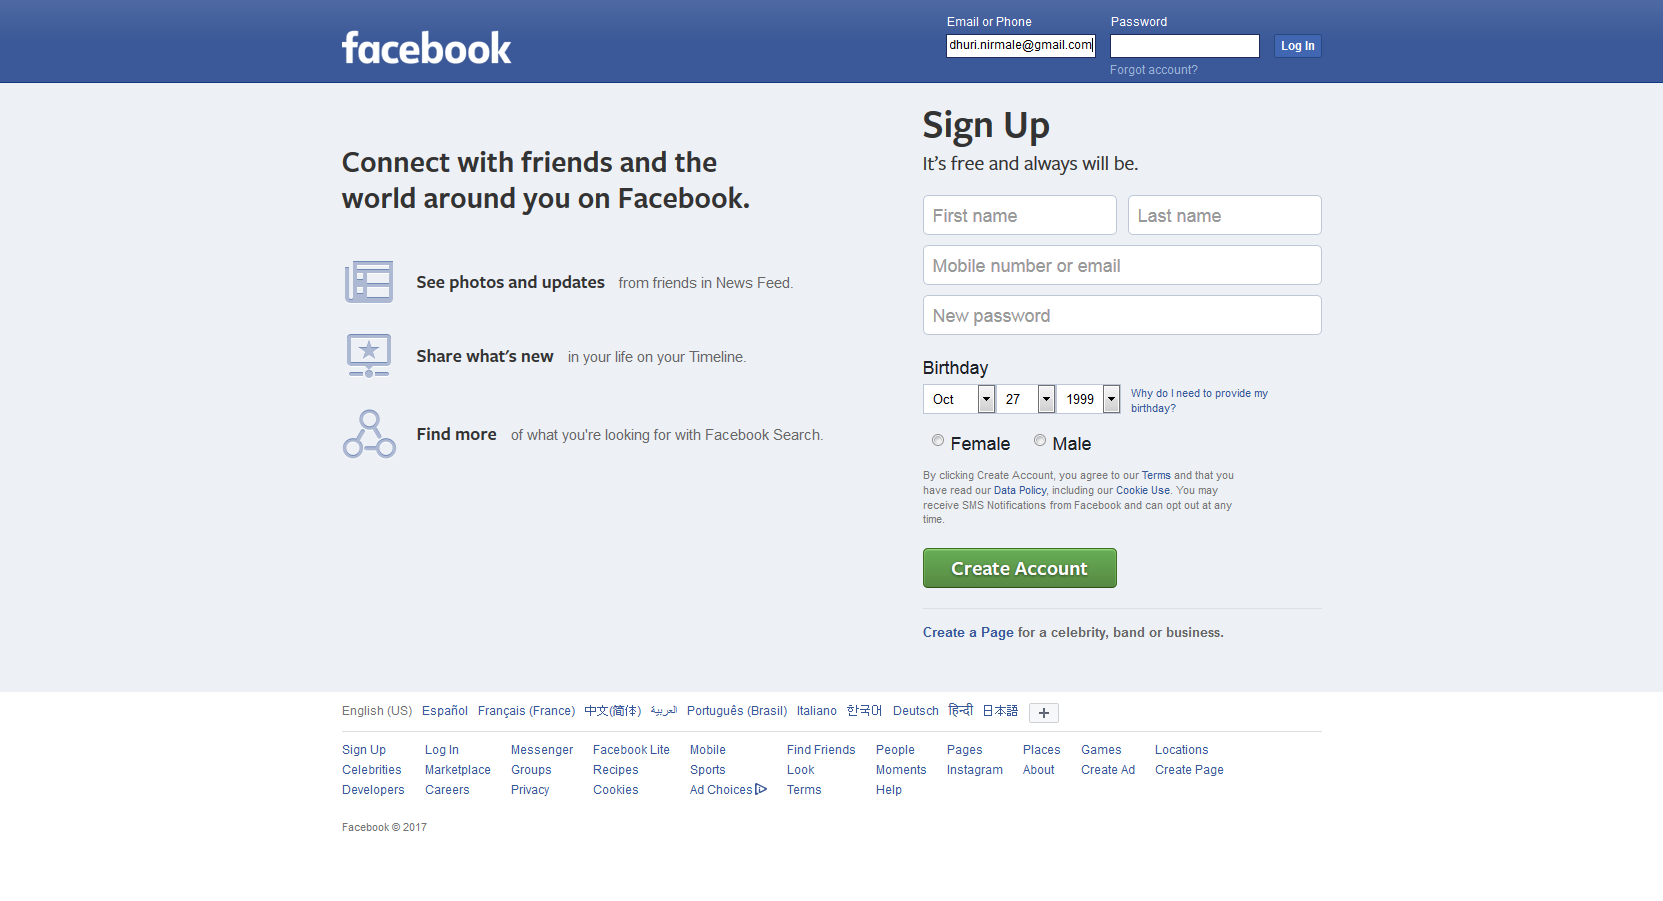 facebook
Email or Phone
Password
dhuri.nirmale@gmail.com
Log In
Forgot account?
Connect with friends and the
world around you on Facebook.
See photos and updates from friends in News Feed.
Share what's new in your life on your Timeline.
Find more of what you're looking for with Facebook Search.
Sign Up
It's free and always will be.
First name
Last name
Mobile number or email
New password
Birthday
Oct 27 1999
Why do I need to provide my
birthday?
Female Male
By clicking Create Account, you agree to our Terms and that you
have read our Data Policy, including our Cookie Use. You may
receive SMS Notifications from Facebook and can opt out at any
time.
Create Account
Create a Page for a celebrity, band or business.
English (US) Español Français (France) 中文(简体) العربية Português (Brasil) Italiano 한국어 Deutsch हिन्दी 日本語 +
Sign Up Log In Messenger Facebook Lite Mobile Find Friends People Pages Places Games Locations
Celebrities Marketplace Groups Recipes Sports Look Moments Instagram About Create Ad Create Page
Developers Careers Privacy Cookies Ad Choices Terms Help
Facebook © 2017